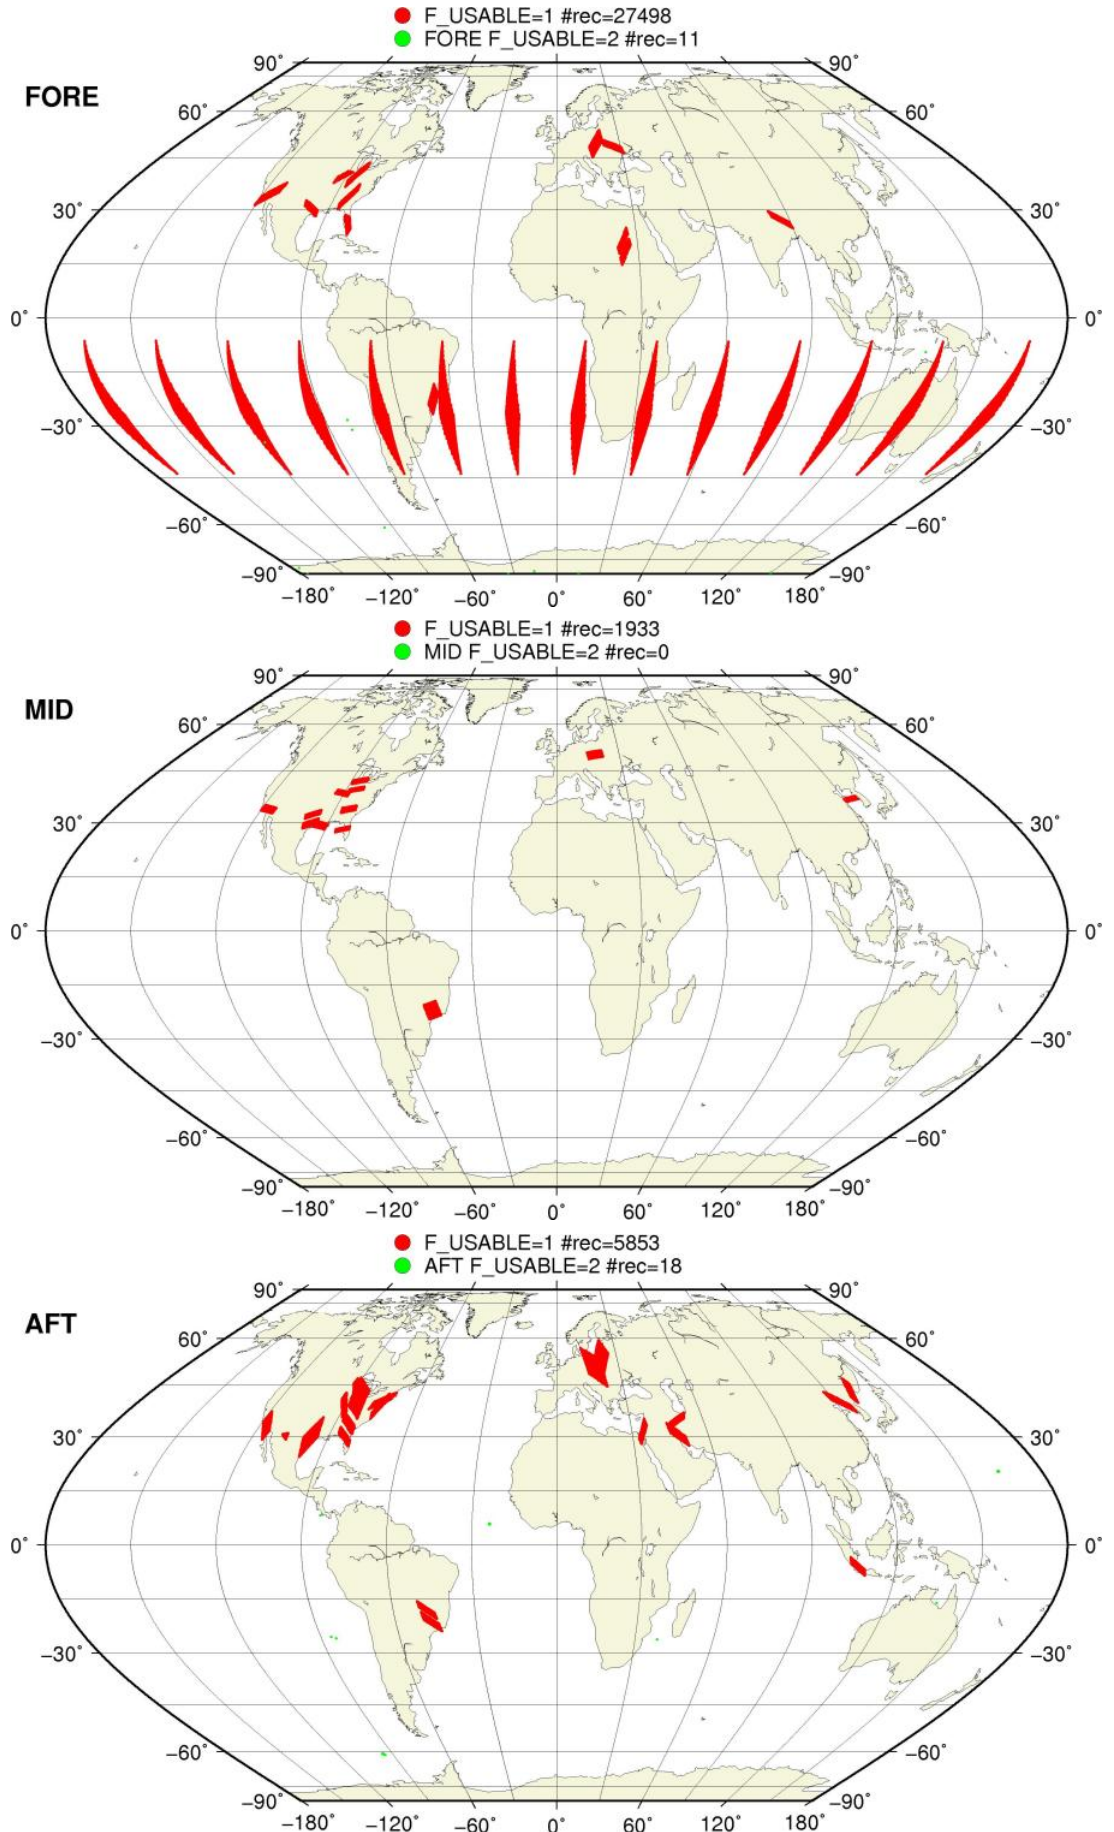 F_USABLE=1 #rec=27498
FORE F_USABLE=2 #rec=11
FORE
90˚ 90˚
60˚ 60˚
30˚ 30˚
0˚ 0˚
−30˚ −30˚
−60˚ −60˚
−90˚ −90˚
−180˚ −120˚ −60˚ 0˚ 60˚ 120˚ 180˚
F_USABLE=1 #rec=1933
MID F_USABLE=2 #rec=0
MID
90˚ 90˚
60˚ 60˚
30˚ 30˚
0˚ 0˚
−30˚ −30˚
−60˚ −60˚
−90˚ −90˚
−180˚ −120˚ −60˚ 0˚ 60˚ 120˚ 180˚
F_USABLE=1 #rec=5853
AFT F_USABLE=2 #rec=18
AFT
90˚ 90˚
60˚ 60˚
30˚ 30˚
0˚ 0˚
−30˚ −30˚
−60˚ −60˚
−90˚ −90˚
−180˚ −120˚ −60˚ 0˚ 60˚ 120˚ 180˚